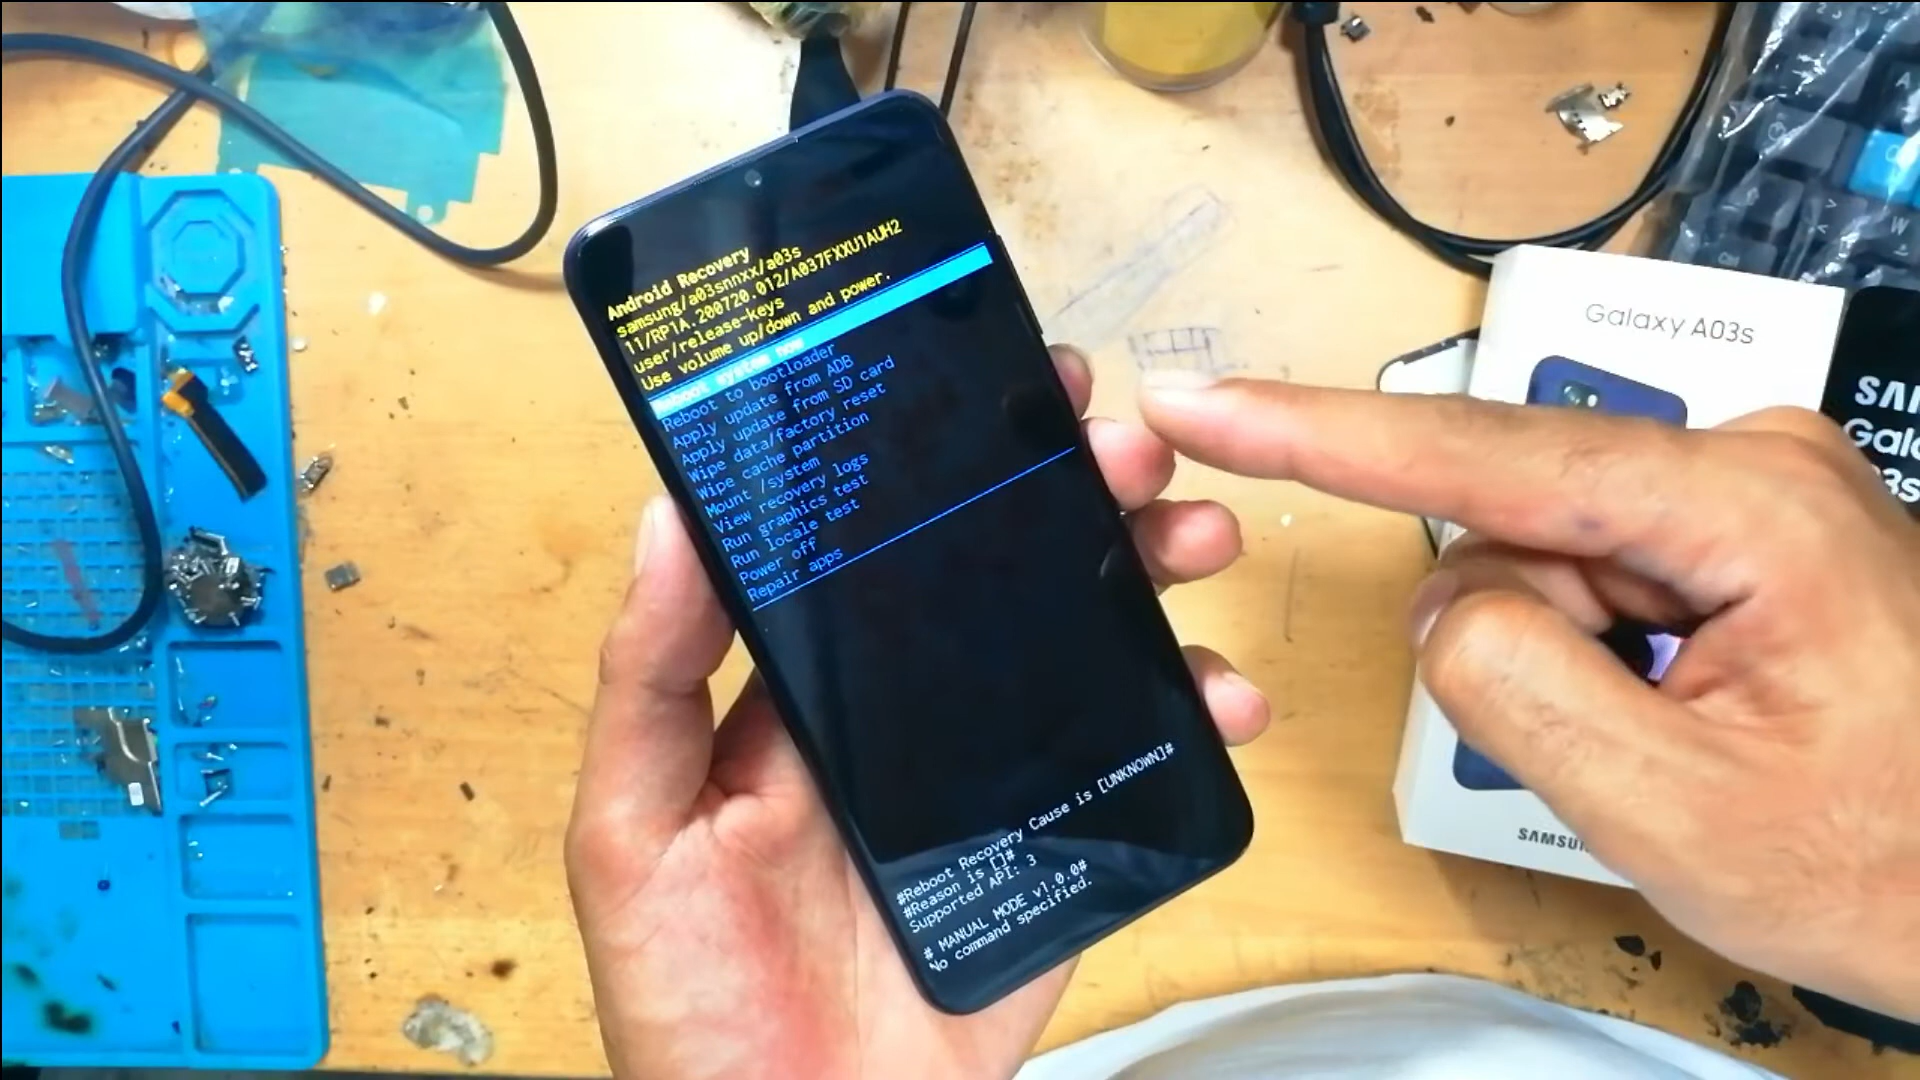 Android Recovery
samsung/a03snnxx/a03s
11/RP1A.200720.012/A037FXXU1AUH2
user/release-keys
Use volume up/down and power.
Reboot system now
Reboot to bootloader
Apply update from ADB
Apply update from SD card
Wipe data/factory reset
Wipe cache partition
Mount /system
View recovery logs
Run graphics test
Run locale test
Power off
Repair apps
#Reboot Recovery Cause is [UNKNOWN]#
#Reason is []#
Supported API: 3
# MANUAL MODE v1.0.0#
No command specified.
Galaxy A03s
SAMSU
SAM
Gala
03s
A
W